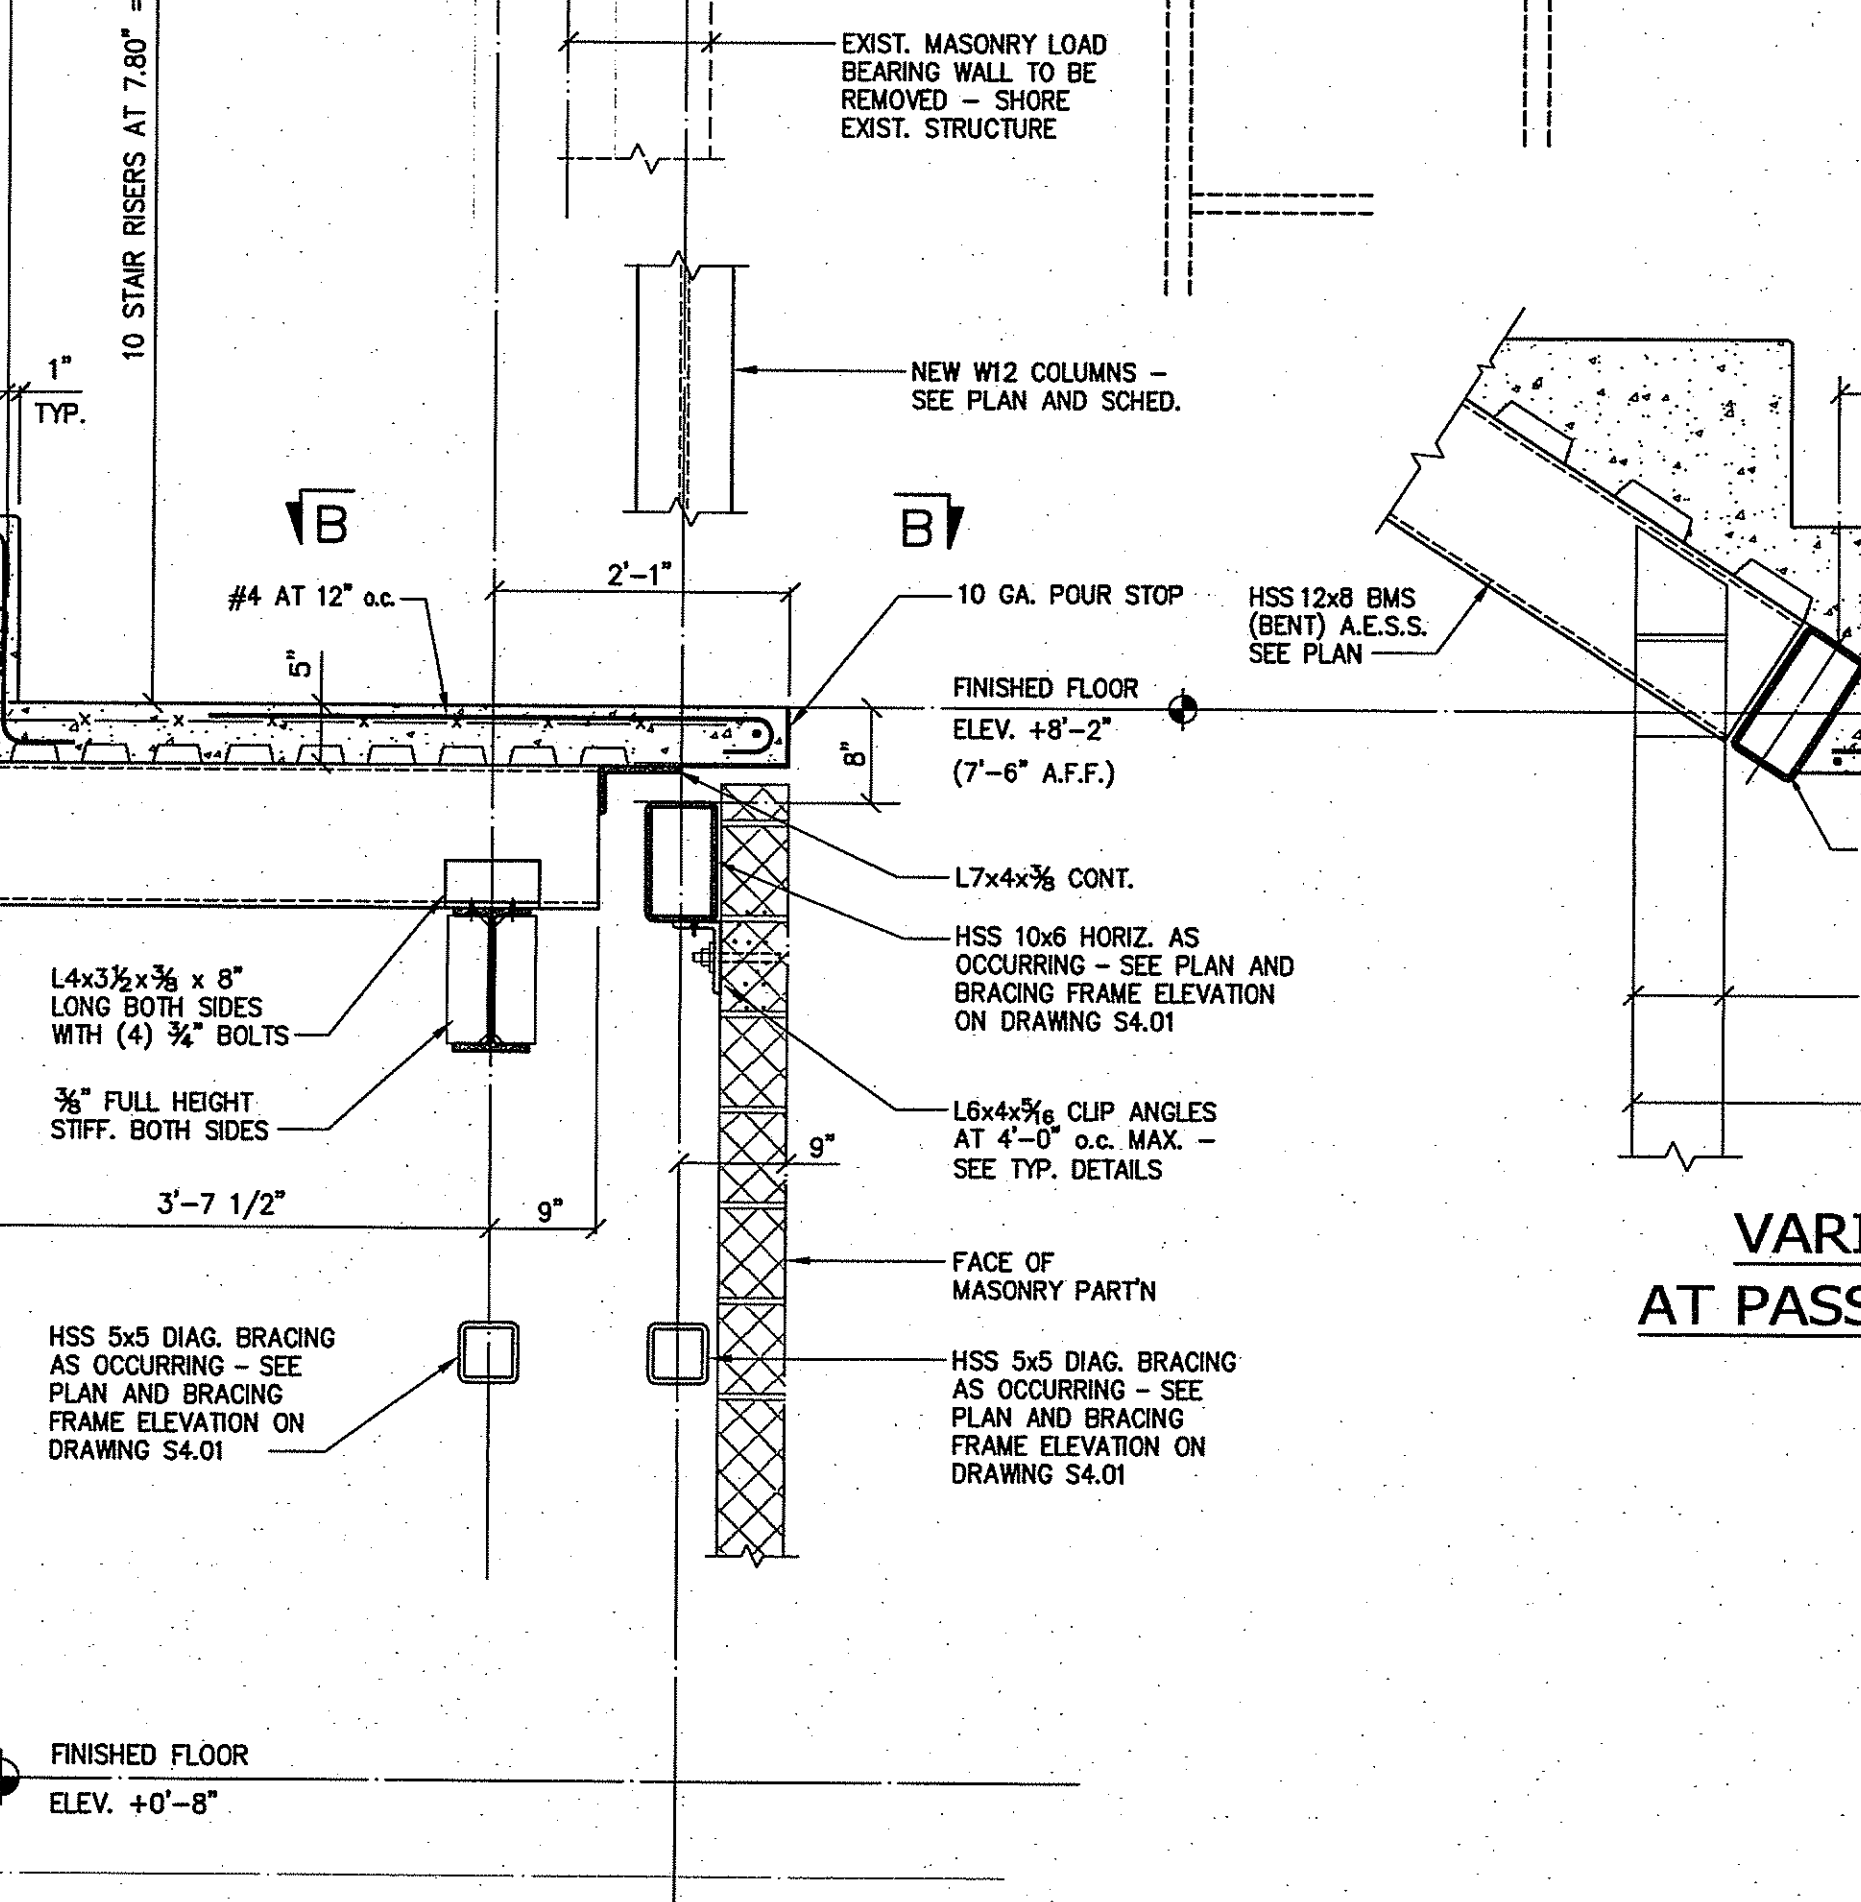 10 STAIR RISERS AT 7.80" =
EXIST. MASONRY LOAD
BEARING WALL TO BE
REMOVED – SHORE
EXIST. STRUCTURE
1"
TYP.
NEW W12 COLUMNS –
SEE PLAN AND SCHED.
B
B
2'–1"
#4 AT 12" o.c.
10 GA. POUR STOP
HSS 12x8 BMS
(BENT) A.E.S.S.
SEE PLAN
5"
FINISHED FLOOR
ELEV. +8'–2"
(7'–6" A.F.F.)
8"
L7x4x3/8 CONT.
HSS 10x6 HORIZ. AS
OCCURRING – SEE PLAN AND
BRACING FRAME ELEVATION
ON DRAWING S4.01
L4x3 1/2x3/8 x 8"
LONG BOTH SIDES
WITH (4) 3/4" BOLTS
3/8" FULL HEIGHT
STIFF. BOTH SIDES
L6x4x5/16 CLIP ANGLES
AT 4'–0" o.c. MAX. –
SEE TYP. DETAILS
9"
3'–7 1/2"
9"
FACE OF
MASONRY PART'N
VARI
AT PASS
HSS 5x5 DIAG. BRACING
AS OCCURRING – SEE
PLAN AND BRACING
FRAME ELEVATION ON
DRAWING S4.01
HSS 5x5 DIAG. BRACING
AS OCCURRING – SEE
PLAN AND BRACING
FRAME ELEVATION ON
DRAWING S4.01
FINISHED FLOOR
ELEV. +0'–8"